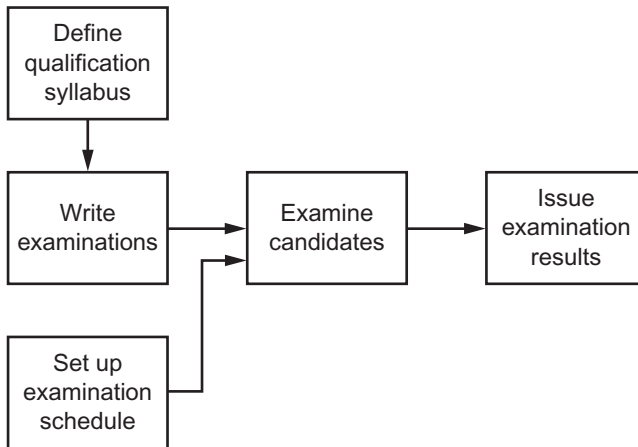 Define
qualification
syllabus
Write
examinations
Examine
candidates
Issue
examination
results
Set up
examination
schedule